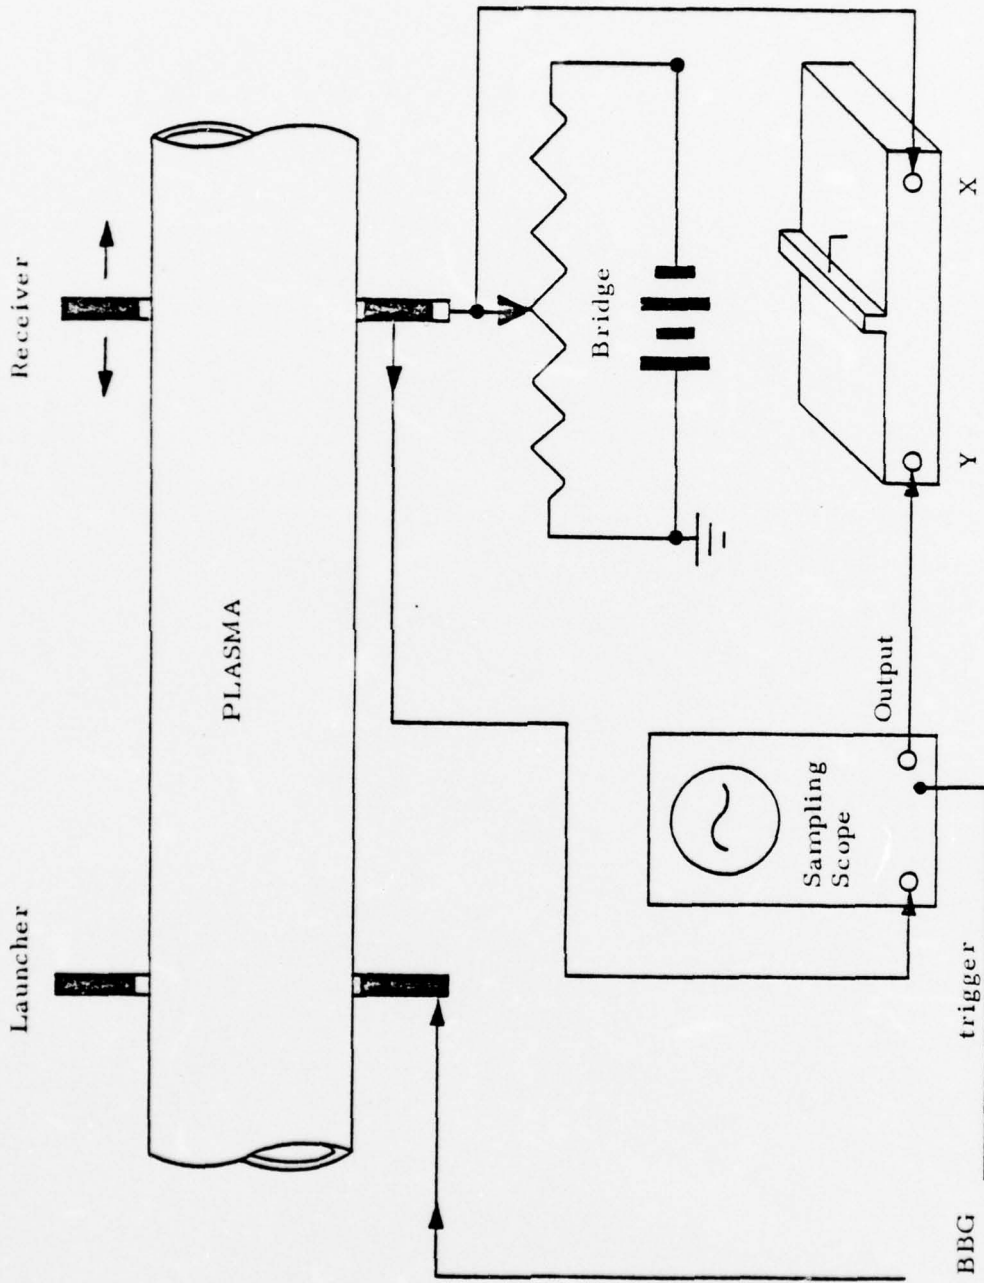 Launcher
Receiver
PLASMA
Bridge
Sampling
Scope
Output
BBG
trigger
Y
X